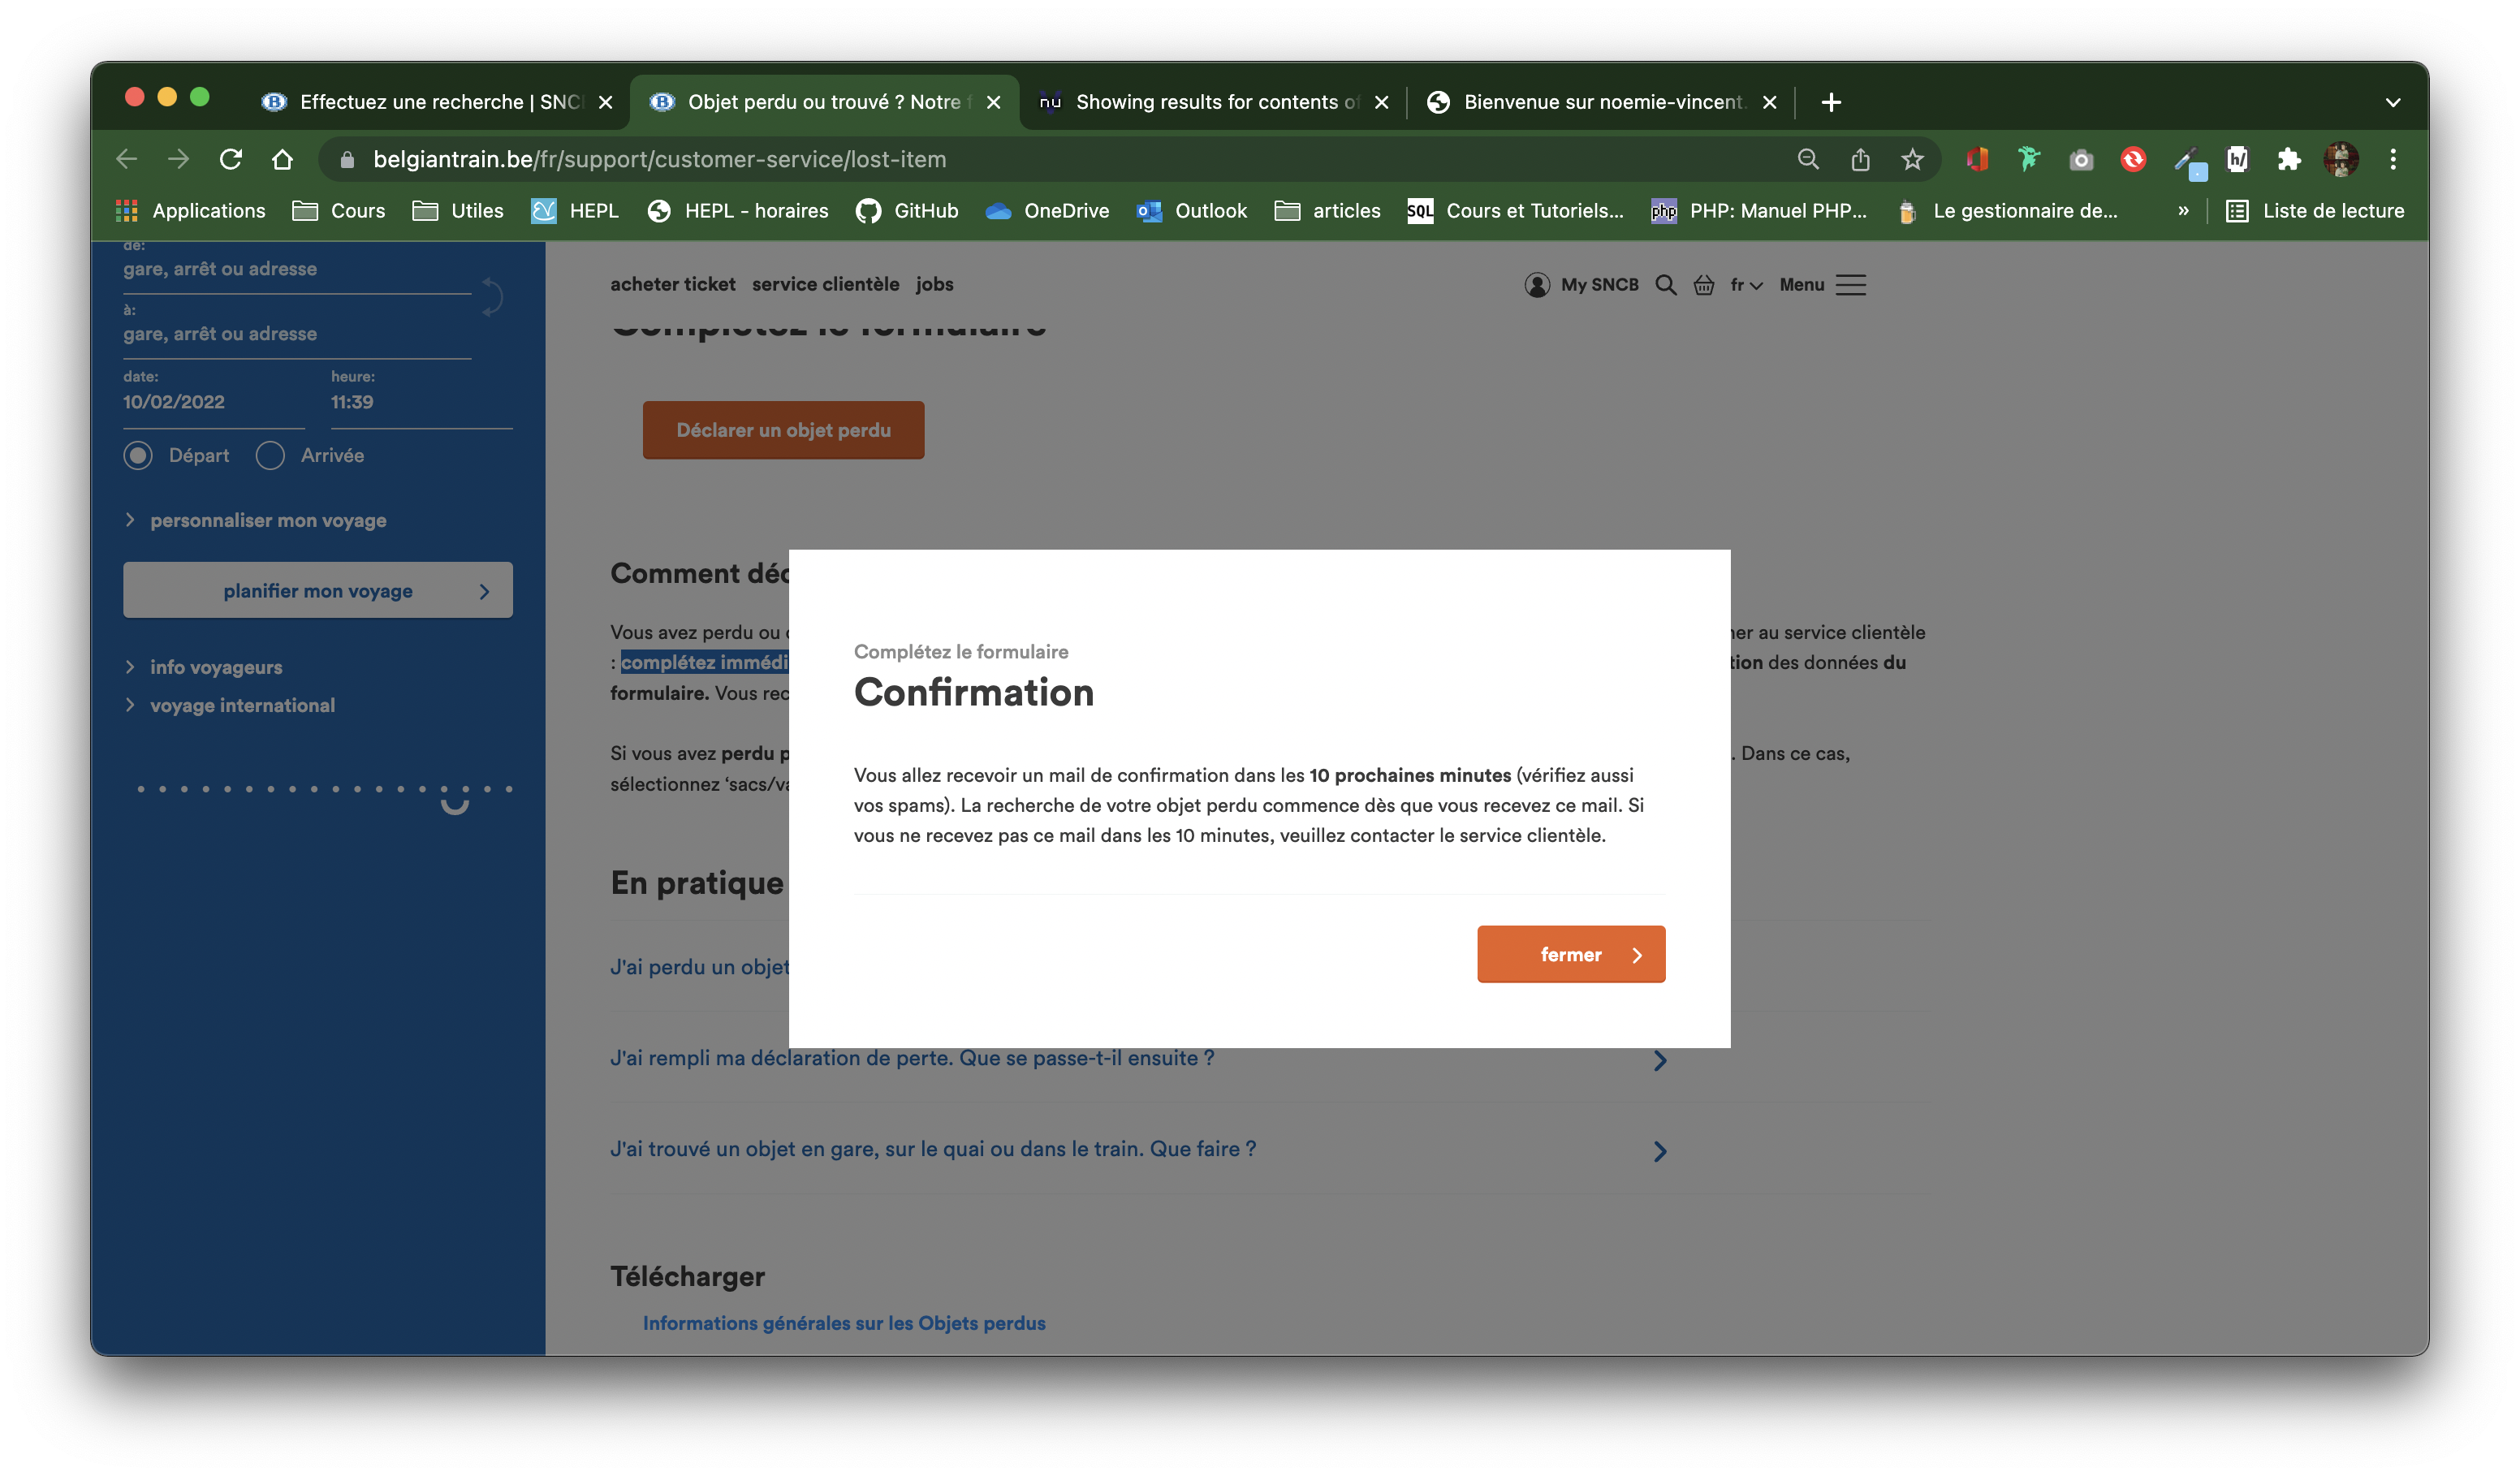 Effectuez une recherche | SNC
Objet perdu ou trouvé ? Notre f
Showing results for contents of
Bienvenue sur noemie-vincent.
belgiantrain.be/fr/support/customer-service/lost-item
Applications
Cours
Utiles
HEPL
HEPL - horaires
GitHub
OneDrive
Outlook
articles
SQL
Cours et Tutoriels...
php
PHP: Manuel PHP...
Le gestionnaire de...
»
Liste de lecture
de:
gare, arrêt ou adresse
à:
gare, arrêt ou adresse
date:
heure:
10/02/2022
11:39
Départ
Arrivée
personnaliser mon voyage
planifier mon voyage
info voyageurs
voyage international
acheter ticket
service clientèle
jobs
My SNCB
fr
Menu
Complétez le formulaire
Déclarer un objet perdu
Comment déc
Vous avez perdu ou
er au service clientèle
: complétez immédi
tion des données du
formulaire. Vous rec
Si vous avez perdu p
. Dans ce cas,
sélectionnez ‘sacs/va
En pratique
J'ai perdu un objet
J'ai rempli ma déclaration de perte. Que se passe-t-il ensuite ?
J'ai trouvé un objet en gare, sur le quai ou dans le train. Que faire ?
Télécharger
Informations générales sur les Objets perdus
Complétez le formulaire
Confirmation
Vous allez recevoir un mail de confirmation dans les 10 prochaines minutes (vérifiez aussi
vos spams). La recherche de votre objet perdu commence dès que vous recevez ce mail. Si
vous ne recevez pas ce mail dans les 10 minutes, veuillez contacter le service clientèle.
fermer